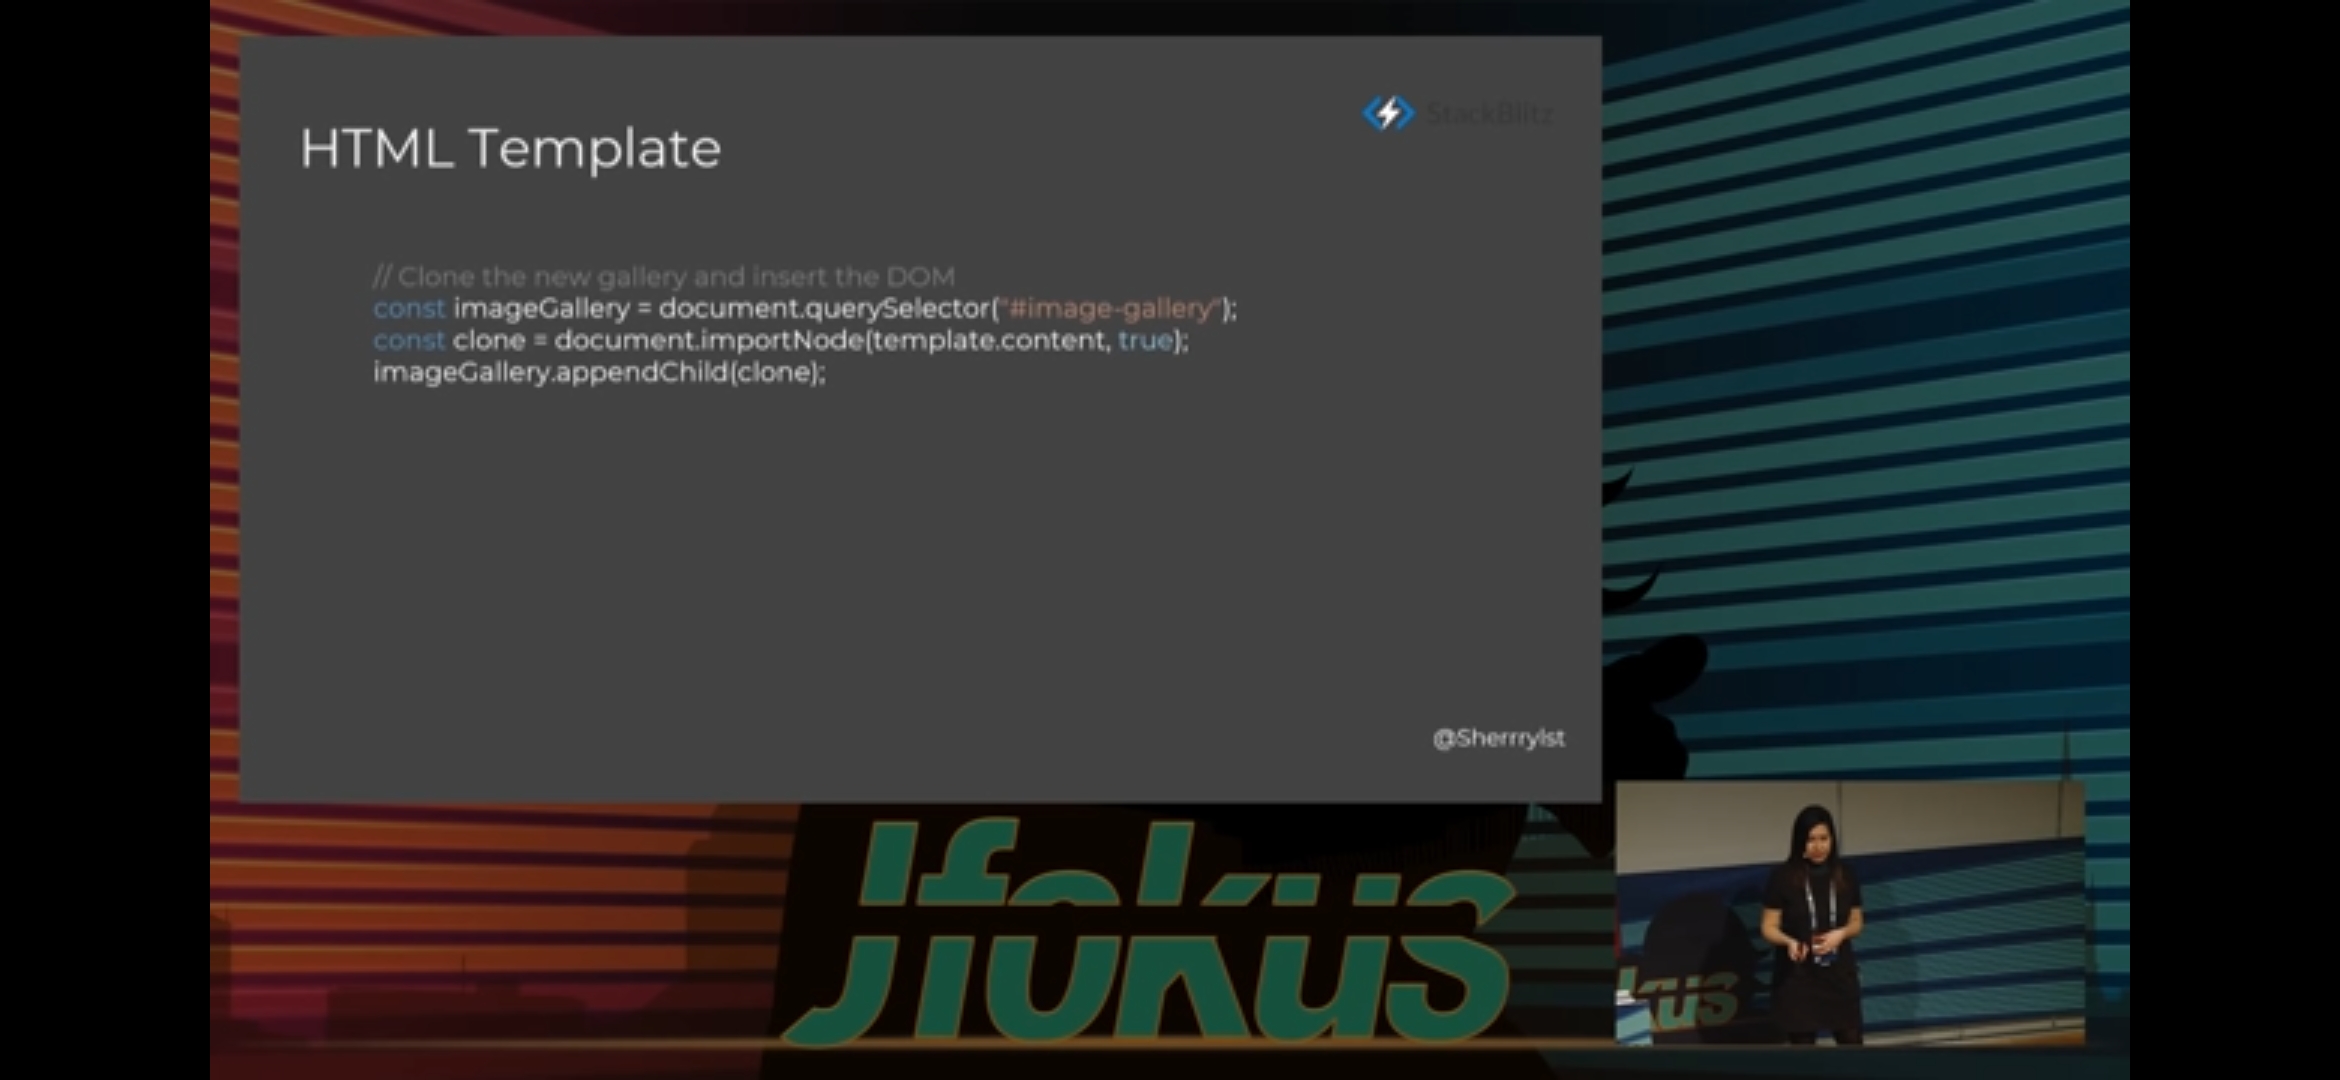 StackBlitz
HTML Template
// Clone the new gallery and insert the DOM
const imageGallery = document.querySelector("#image-gallery");
const clone = document.importNode(template.content, true);
imageGallery.appendChild(clone);
@Sherrrylst
Jfokus
kus